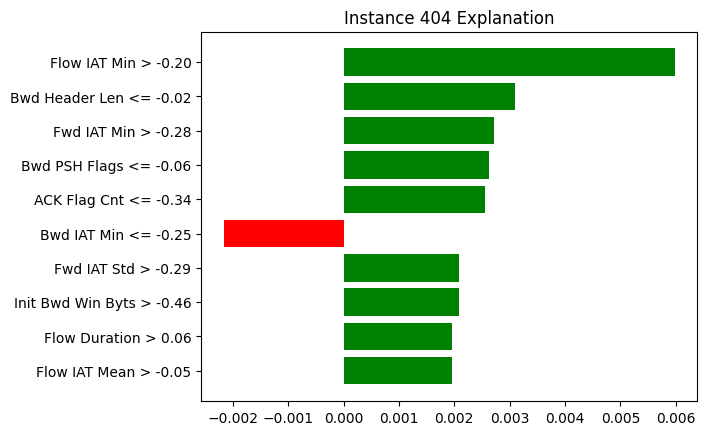 Instance 404 Explanation
Flow IAT Min > -0.20
Bwd Header Len <= -0.02
Fwd IAT Min > -0.28
Bwd PSH Flags <= -0.06
ACK Flag Cnt <= -0.34
Bwd IAT Min <= -0.25
Fwd IAT Std > -0.29
Init Bwd Win Byts > -0.46
Flow Duration > 0.06
Flow IAT Mean > -0.05
−0.002 −0.001 0.000 0.001 0.002 0.003 0.004 0.005 0.006